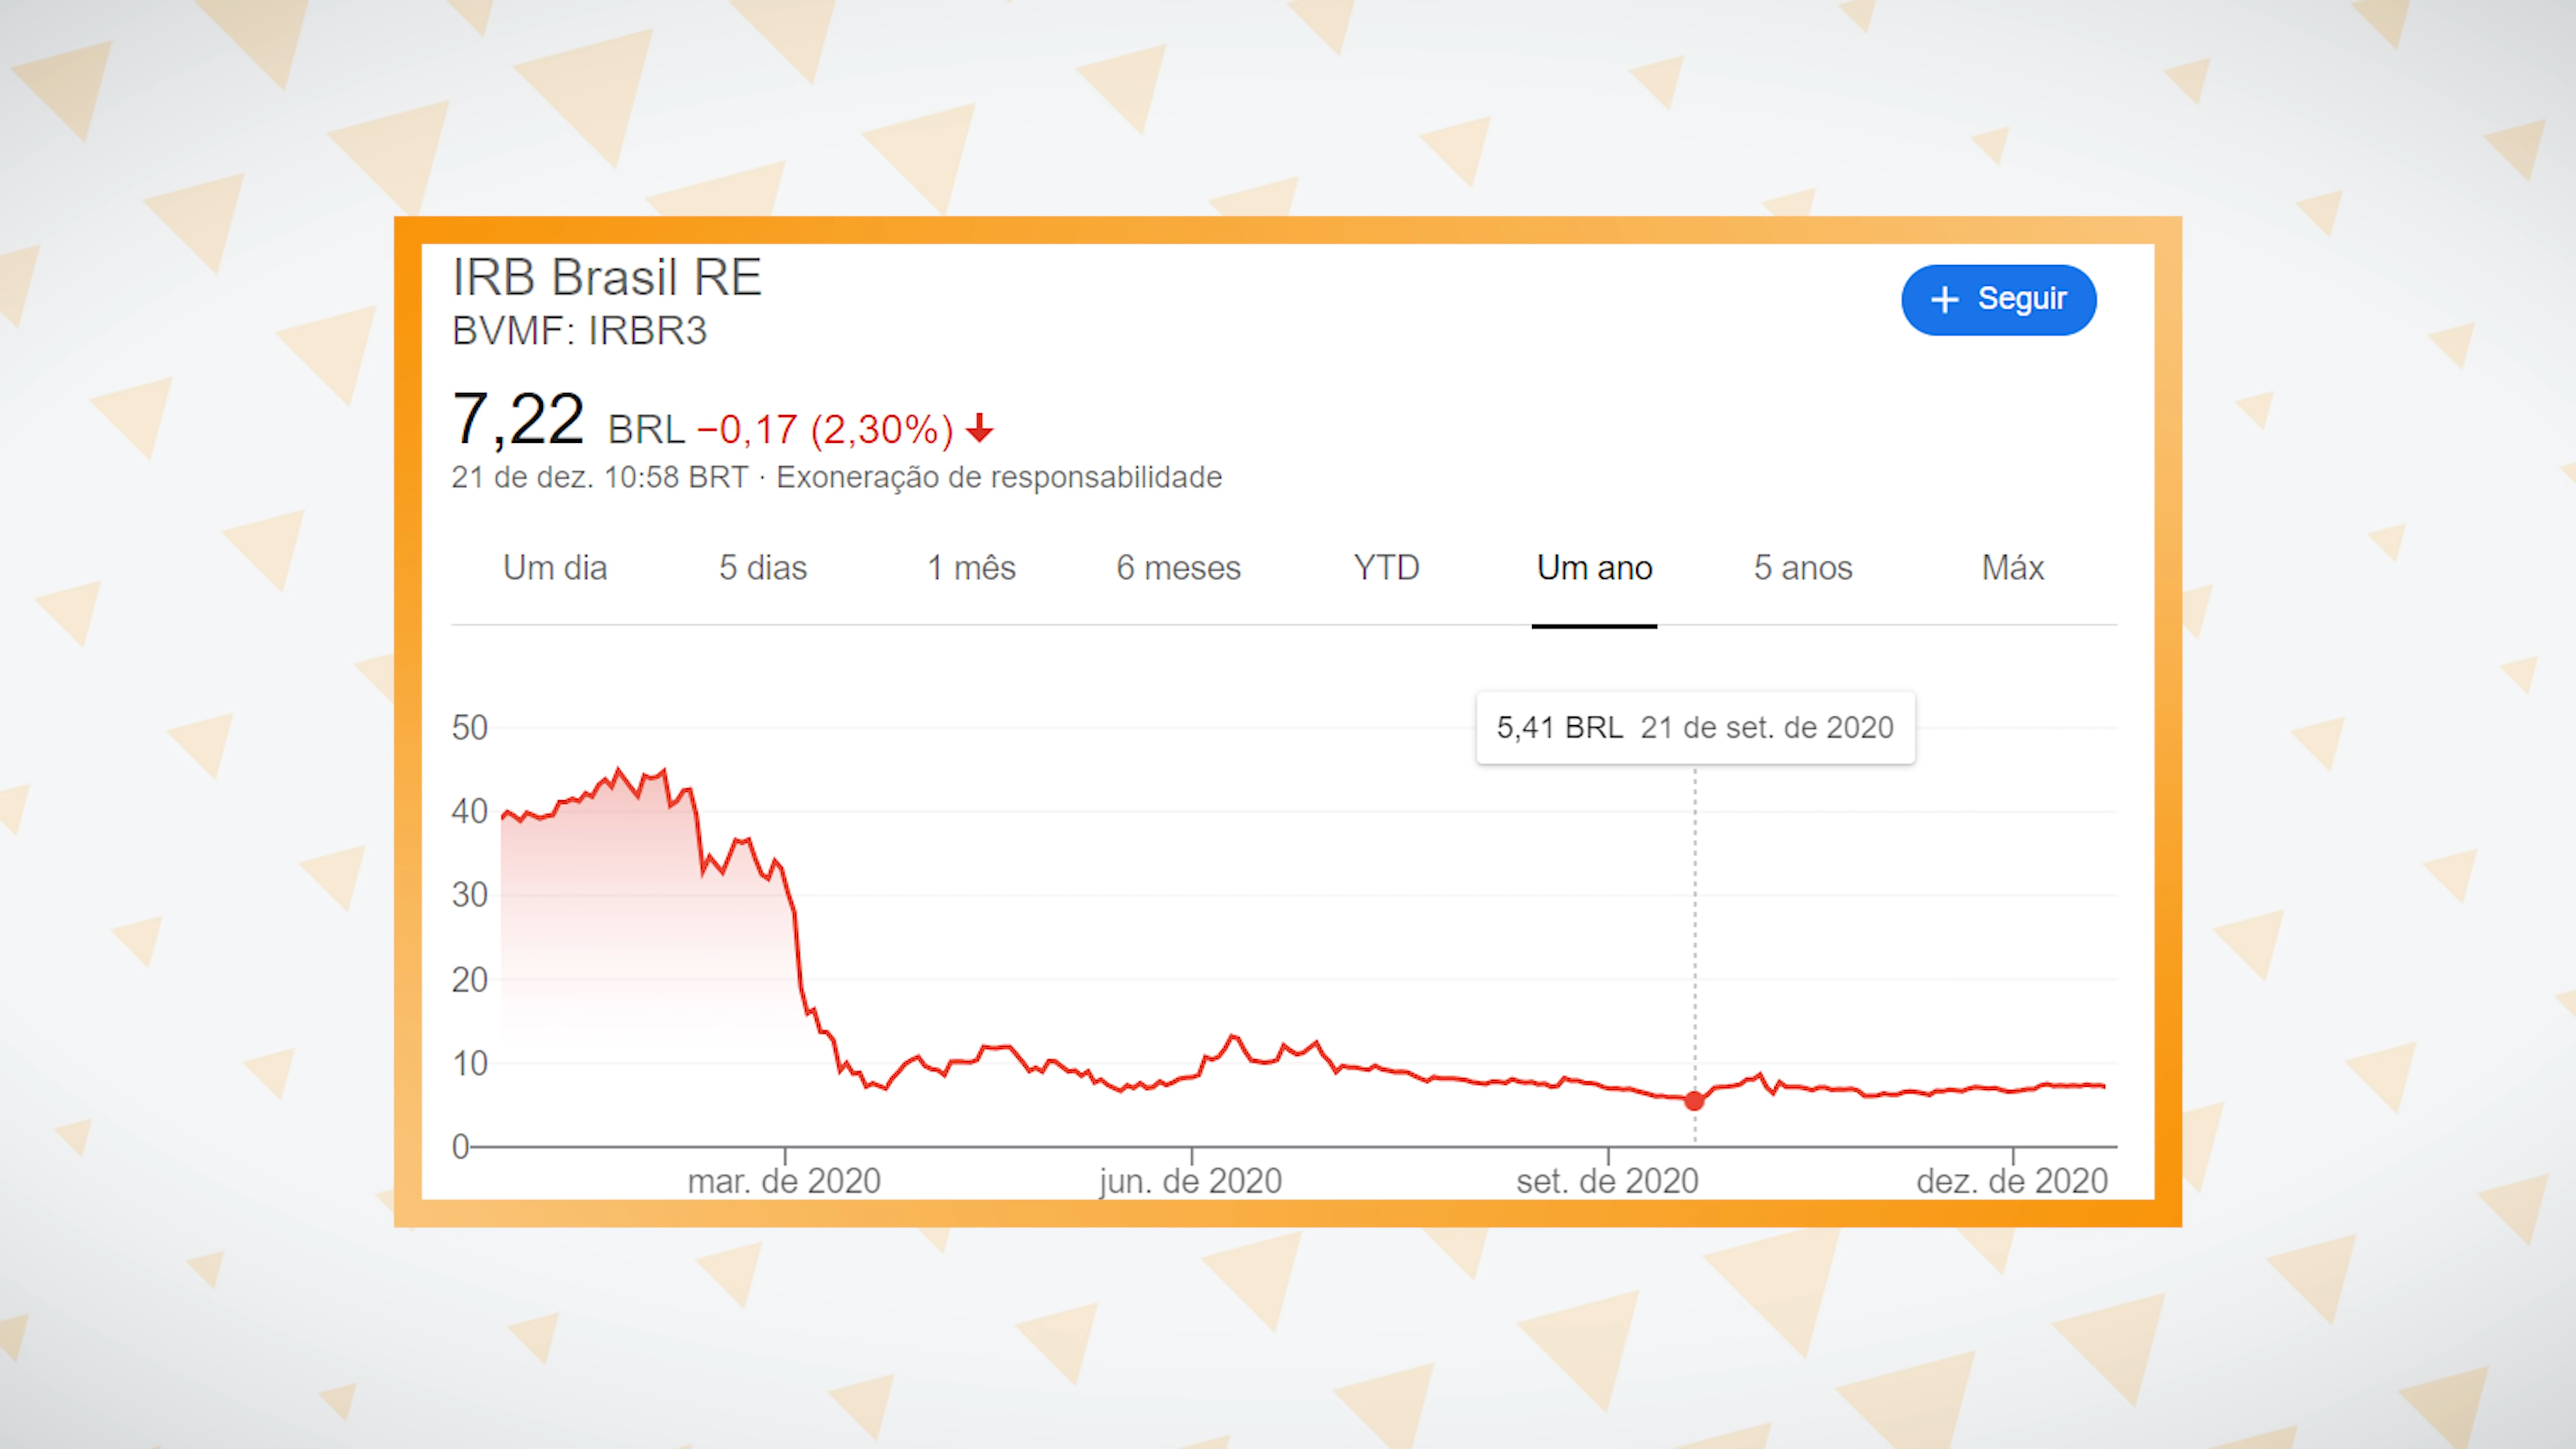 IRB Brasil RE
+ Seguir
BVMF: IRBR3
7,22 BRL −0,17 (2,30%)
21 de dez. 10:58 BRT · Exoneração de responsabilidade
Um dia 5 dias 1 mês 6 meses YTD Um ano 5 anos Máx
5,41 BRL 21 de set. de 2020
50
40
30
20
10
0
mar. de 2020 jun. de 2020 set. de 2020 dez. de 2020